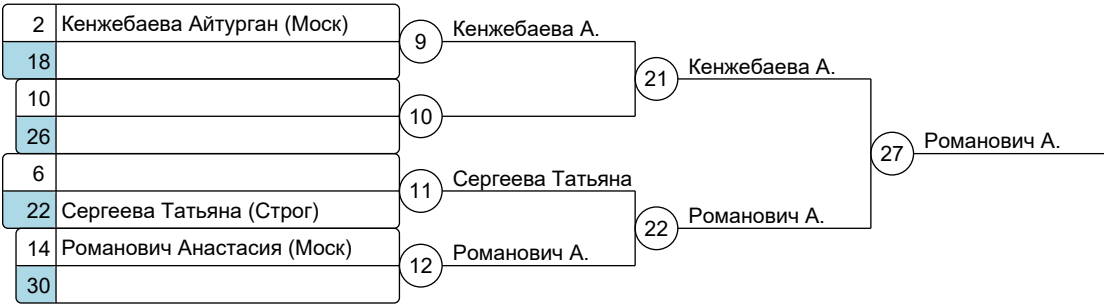 2 Кенжебаева Айтурган (Моск)
18
10
26
6
22 Сергеева Татьяна (Строг)
14 Романович Анастасия (Моск)
30
9 Кенжебаева А.
10
11 Сергеева Татьяна
12 Романович А.
21 Кенжебаева А.
22 Романович А.
27 Романович А.